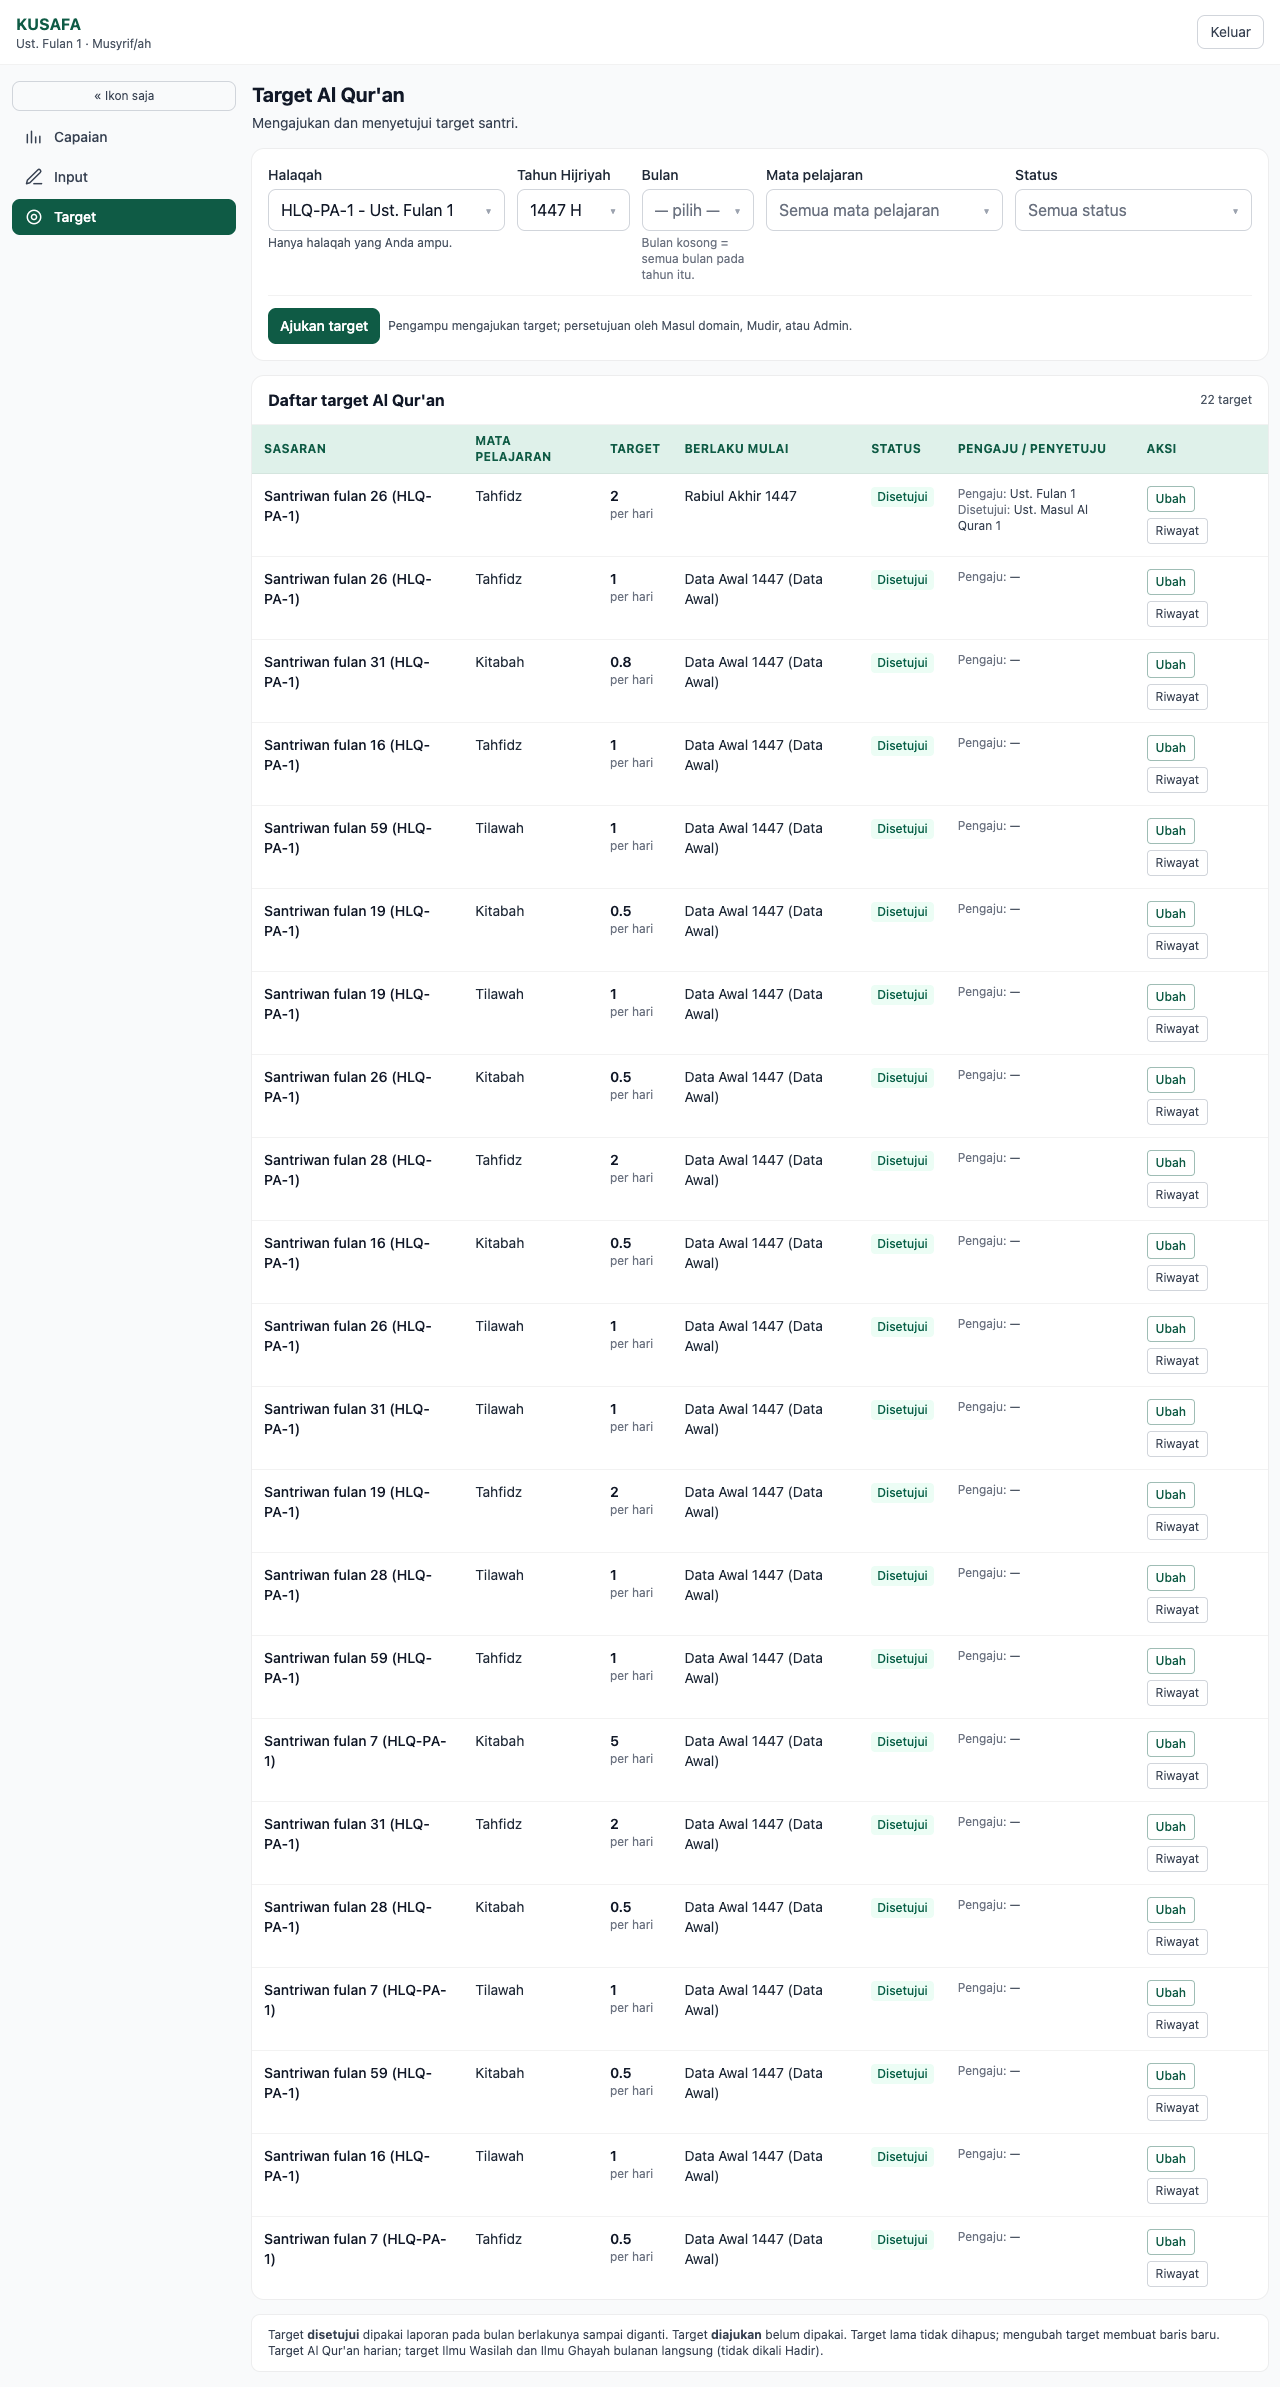 KUSAFA
Ust. Fulan 1 · Musyrif/ah
Keluar
« Ikon saja
Capaian
Input
Target
Target Al Qur'an
Mengajukan dan menyetujui target santri.
Halaqah
Tahun Hijriyah
Bulan
Mata pelajaran
Status
HLQ-PA-1 - Ust. Fulan 1
1447 H
— pilih —
Semua mata pelajaran
Semua status
Hanya halaqah yang Anda ampu.
Bulan kosong =
semua bulan pada
tahun itu.
Ajukan target
Pengampu mengajukan target; persetujuan oleh Masul domain, Mudir, atau Admin.
Daftar target Al Qur'an
22 target
SASARAN
MATA
PELAJARAN
TARGET
BERLAKU MULAI
STATUS
PENGAJU / PENYETUJU
AKSI
Santriwan fulan 26 (HLQ-
PA-1)
Tahfidz
2
per hari
Rabiul Akhir 1447
Disetujui
Pengaju: Ust. Fulan 1
Disetujui: Ust. Masul Al
Quran 1
Ubah
Riwayat
Santriwan fulan 26 (HLQ-
PA-1)
Tahfidz
1
per hari
Data Awal 1447 (Data
Awal)
Disetujui
Pengaju: —
Ubah
Riwayat
Santriwan fulan 31 (HLQ-
PA-1)
Kitabah
0.8
per hari
Data Awal 1447 (Data
Awal)
Disetujui
Pengaju: —
Ubah
Riwayat
Santriwan fulan 16 (HLQ-
PA-1)
Tahfidz
1
per hari
Data Awal 1447 (Data
Awal)
Disetujui
Pengaju: —
Ubah
Riwayat
Santriwan fulan 59 (HLQ-
PA-1)
Tilawah
1
per hari
Data Awal 1447 (Data
Awal)
Disetujui
Pengaju: —
Ubah
Riwayat
Santriwan fulan 19 (HLQ-
PA-1)
Kitabah
0.5
per hari
Data Awal 1447 (Data
Awal)
Disetujui
Pengaju: —
Ubah
Riwayat
Santriwan fulan 19 (HLQ-
PA-1)
Tilawah
1
per hari
Data Awal 1447 (Data
Awal)
Disetujui
Pengaju: —
Ubah
Riwayat
Santriwan fulan 26 (HLQ-
PA-1)
Kitabah
0.5
per hari
Data Awal 1447 (Data
Awal)
Disetujui
Pengaju: —
Ubah
Riwayat
Santriwan fulan 28 (HLQ-
PA-1)
Tahfidz
2
per hari
Data Awal 1447 (Data
Awal)
Disetujui
Pengaju: —
Ubah
Riwayat
Santriwan fulan 16 (HLQ-
PA-1)
Kitabah
0.5
per hari
Data Awal 1447 (Data
Awal)
Disetujui
Pengaju: —
Ubah
Riwayat
Santriwan fulan 26 (HLQ-
PA-1)
Tilawah
1
per hari
Data Awal 1447 (Data
Awal)
Disetujui
Pengaju: —
Ubah
Riwayat
Santriwan fulan 31 (HLQ-
PA-1)
Tilawah
1
per hari
Data Awal 1447 (Data
Awal)
Disetujui
Pengaju: —
Ubah
Riwayat
Santriwan fulan 19 (HLQ-
PA-1)
Tahfidz
2
per hari
Data Awal 1447 (Data
Awal)
Disetujui
Pengaju: —
Ubah
Riwayat
Santriwan fulan 28 (HLQ-
PA-1)
Tilawah
1
per hari
Data Awal 1447 (Data
Awal)
Disetujui
Pengaju: —
Ubah
Riwayat
Santriwan fulan 59 (HLQ-
PA-1)
Tahfidz
1
per hari
Data Awal 1447 (Data
Awal)
Disetujui
Pengaju: —
Ubah
Riwayat
Santriwan fulan 7 (HLQ-PA-
1)
Kitabah
5
per hari
Data Awal 1447 (Data
Awal)
Disetujui
Pengaju: —
Ubah
Riwayat
Santriwan fulan 31 (HLQ-
PA-1)
Tahfidz
2
per hari
Data Awal 1447 (Data
Awal)
Disetujui
Pengaju: —
Ubah
Riwayat
Santriwan fulan 28 (HLQ-
PA-1)
Kitabah
0.5
per hari
Data Awal 1447 (Data
Awal)
Disetujui
Pengaju: —
Ubah
Riwayat
Santriwan fulan 7 (HLQ-PA-
1)
Tilawah
1
per hari
Data Awal 1447 (Data
Awal)
Disetujui
Pengaju: —
Ubah
Riwayat
Santriwan fulan 59 (HLQ-
PA-1)
Kitabah
0.5
per hari
Data Awal 1447 (Data
Awal)
Disetujui
Pengaju: —
Ubah
Riwayat
Santriwan fulan 16 (HLQ-
PA-1)
Tilawah
1
per hari
Data Awal 1447 (Data
Awal)
Disetujui
Pengaju: —
Ubah
Riwayat
Santriwan fulan 7 (HLQ-PA-
1)
Tahfidz
0.5
per hari
Data Awal 1447 (Data
Awal)
Disetujui
Pengaju: —
Ubah
Riwayat
Target disetujui dipakai laporan pada bulan berlakunya sampai diganti. Target diajukan belum dipakai. Target lama tidak dihapus; mengubah target membuat baris baru.
Target Al Qur'an harian; target Ilmu Wasilah dan Ilmu Ghayah bulanan langsung (tidak dikali Hadir).